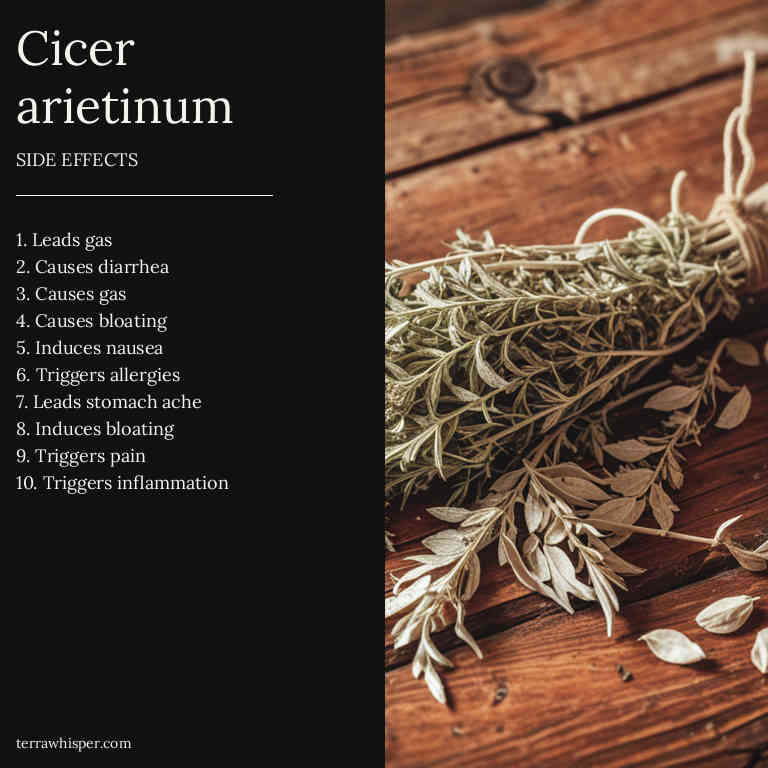 Cicer
arietinum
SIDE EFFECTS
1. Leads gas
2. Causes diarrhea
3. Causes gas
4. Causes bloating
5. Induces nausea
6. Triggers allergies
7. Leads stomach ache
8. Induces bloating
9. Triggers pain
10. Triggers inflammation
terrawhisper.com